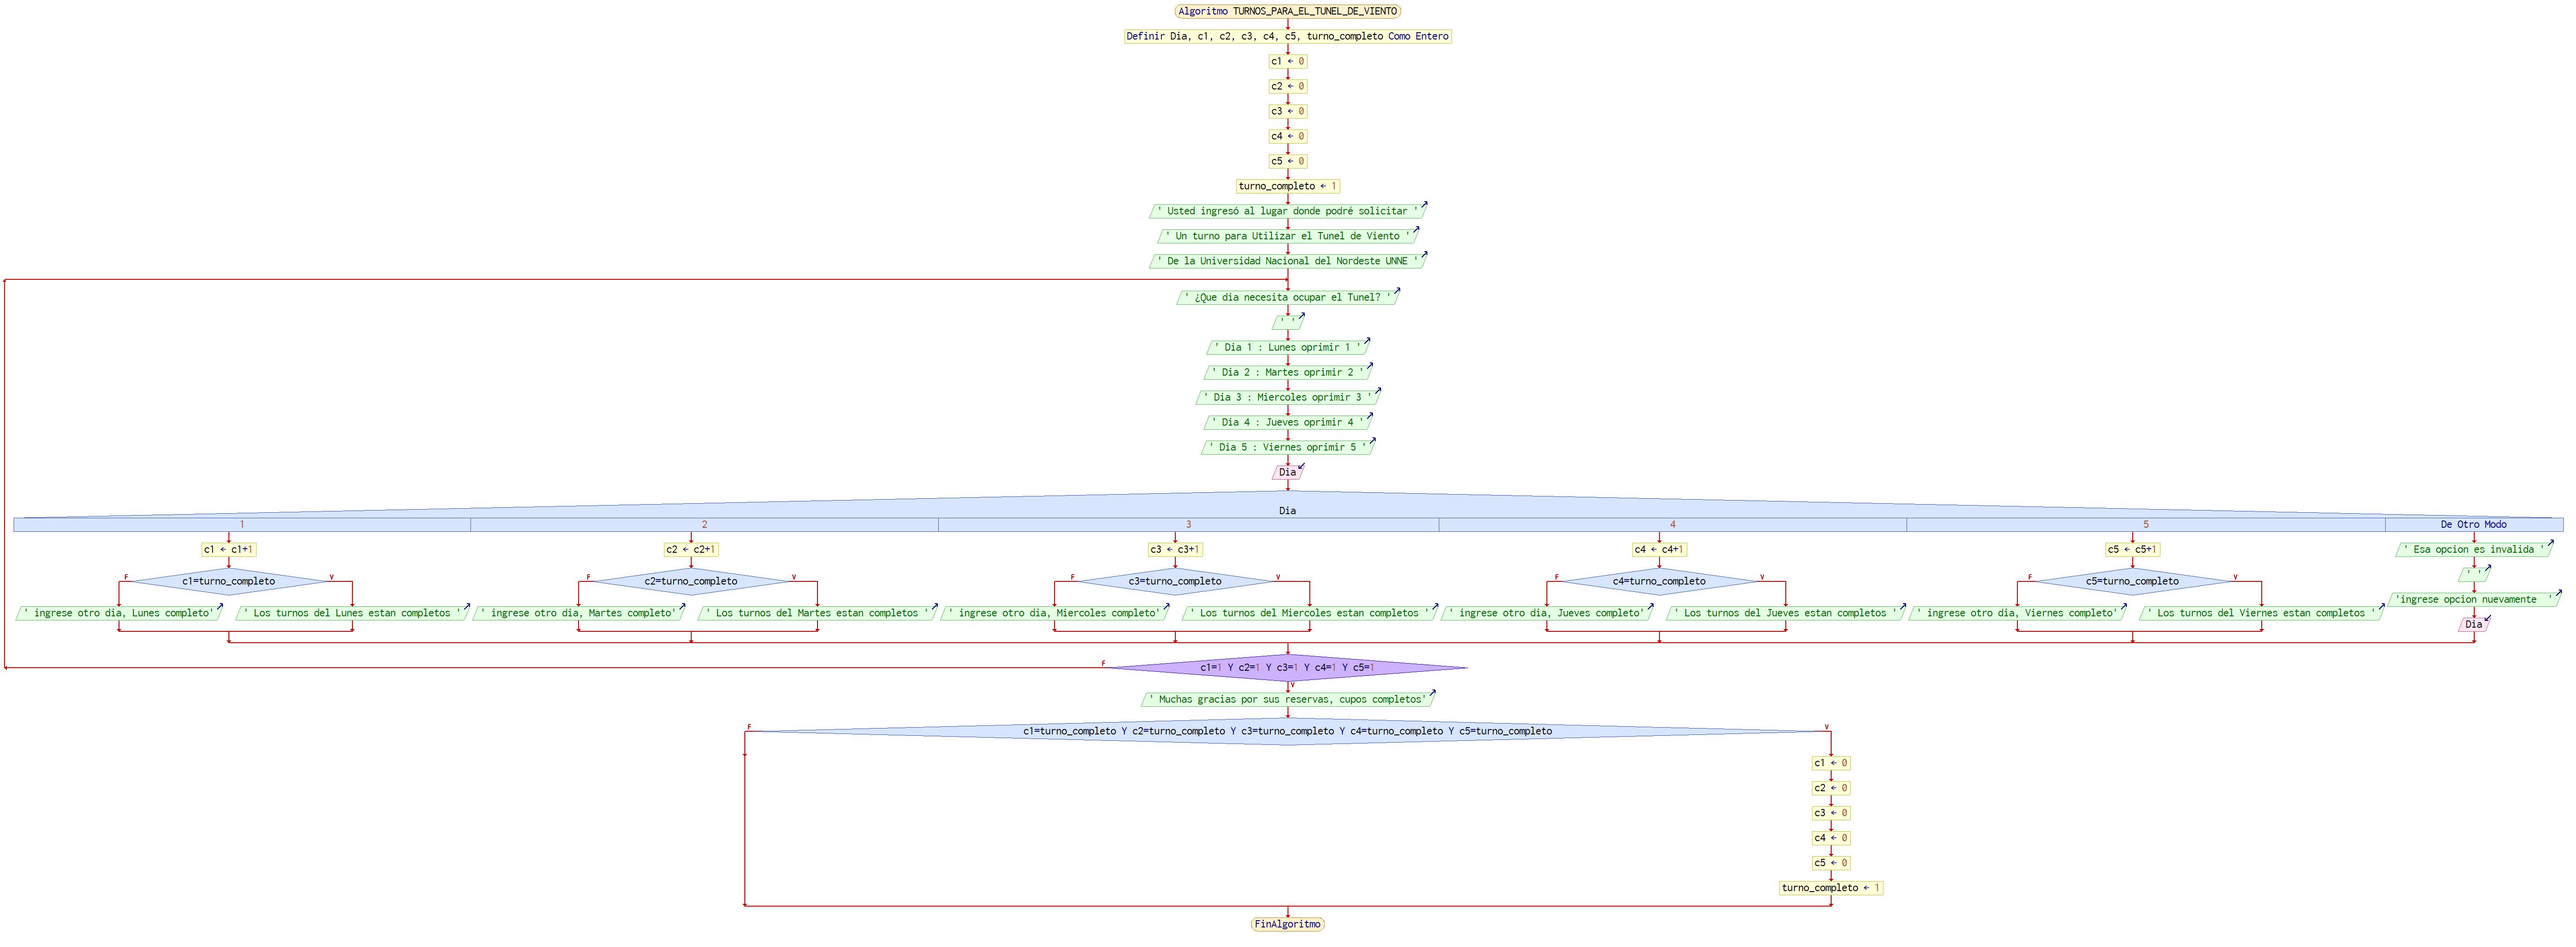 Algoritmo TURNOS_PARA_EL_TUNEL_DE_VIENTO
Definir Dia, c1, c2, c3, c4, c5, turno_completo Como Entero
c1 ← 0
c2 ← 0
c3 ← 0
c4 ← 0
c5 ← 0
turno_completo ← 1
' Usted ingresó al lugar donde podré solicitar '
' Un turno para Utilizar el Tunel de Viento '
' De la Universidad Nacional del Nordeste UNNE '
' ¿Que dia necesita ocupar el Tunel? '
' '
' Dia 1 : Lunes oprimir 1 '
' Dia 2 : Martes oprimir 2 '
' Dia 3 : Miercoles oprimir 3 '
' Dia 4 : Jueves oprimir 4 '
' Dia 5 : Viernes oprimir 5 '
Dia
Dia
1 2 3 4 5 De Otro Modo
c1 ← c1+1 c2 ← c2+1 c3 ← c3+1 c4 ← c4+1 c5 ← c5+1 ' Esa opcion es invalida '
F c1=turno_completo V F c2=turno_completo V F c3=turno_completo V F c4=turno_completo V F c5=turno_completo V ' '
' ingrese otro dia, Lunes completo' ' Los turnos del Lunes estan completos ' ' ingrese otro dia, Martes completo' ' Los turnos del Martes estan completos ' ' ingrese otro dia, Miercoles completo' ' Los turnos del Miercoles estan completos ' ' ingrese otro dia, Jueves completo' ' Los turnos del Jueves estan completos ' ' ingrese otro dia, Viernes completo' ' Los turnos del Viernes estan completos ' 'ingrese opcion nuevamente '
Dia
F c1=1 Y c2=1 Y c3=1 Y c4=1 Y c5=1
V
' Muchas gracias por sus reservas, cupos completos'
F c1=turno_completo Y c2=turno_completo Y c3=turno_completo Y c4=turno_completo Y c5=turno_completo V
c1 ← 0
c2 ← 0
c3 ← 0
c4 ← 0
c5 ← 0
turno_completo ← 1
FinAlgoritmo